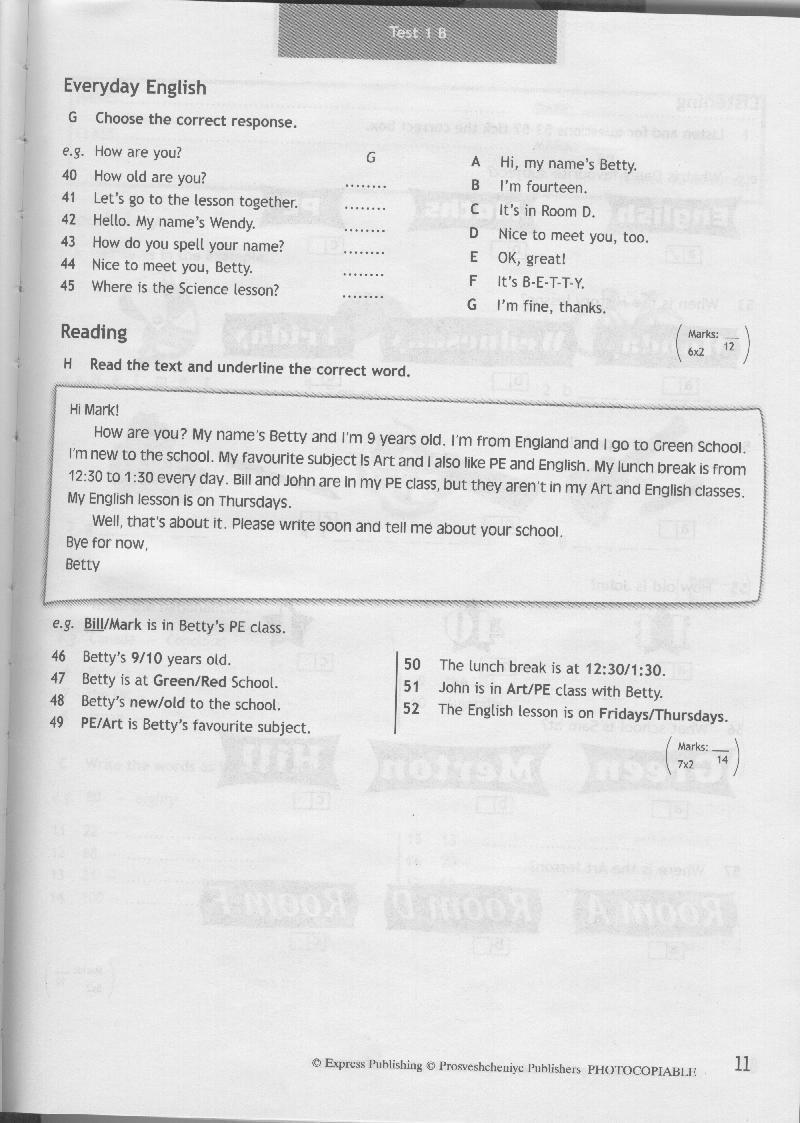 Test 1 B
Everyday English
G Choose the correct response.
e.g. How are you? G
40 How old are you? ........
41 Let's go to the lesson together. ........
42 Hello. My name's Wendy. ........
43 How do you spell your name? ........
44 Nice to meet you, Betty. ........
45 Where is the Science lesson? ........
A Hi, my name's Betty.
B I'm fourteen.
C It's in Room D.
D Nice to meet you, too.
E OK, great!
F It's B-E-T-T-Y.
G I'm fine, thanks.
Marks: __
6x2 12
Reading
H Read the text and underline the correct word.
Hi Mark!
How are you? My name's Betty and I'm 9 years old. I'm from England and I go to Green School.
I'm new to the school. My favourite subject is Art and I also like PE and English. My lunch break is from
12:30 to 1:30 every day. Bill and John are in my PE class, but they aren't in my Art and English classes.
My English lesson is on Thursdays.
Well, that's about it. Please write soon and tell me about your school.
Bye for now,
Betty
e.g. Bill/Mark is in Betty's PE class.
46 Betty's 9/10 years old.
47 Betty is at Green/Red School.
48 Betty's new/old to the school.
49 PE/Art is Betty's favourite subject.
50 The lunch break is at 12:30/1:30.
51 John is in Art/PE class with Betty.
52 The English lesson is on Fridays/Thursdays.
Marks: __
7x2 14
© Express Publishing © Prosveshcheniye Publishers PHOTOCOPIABLE 11